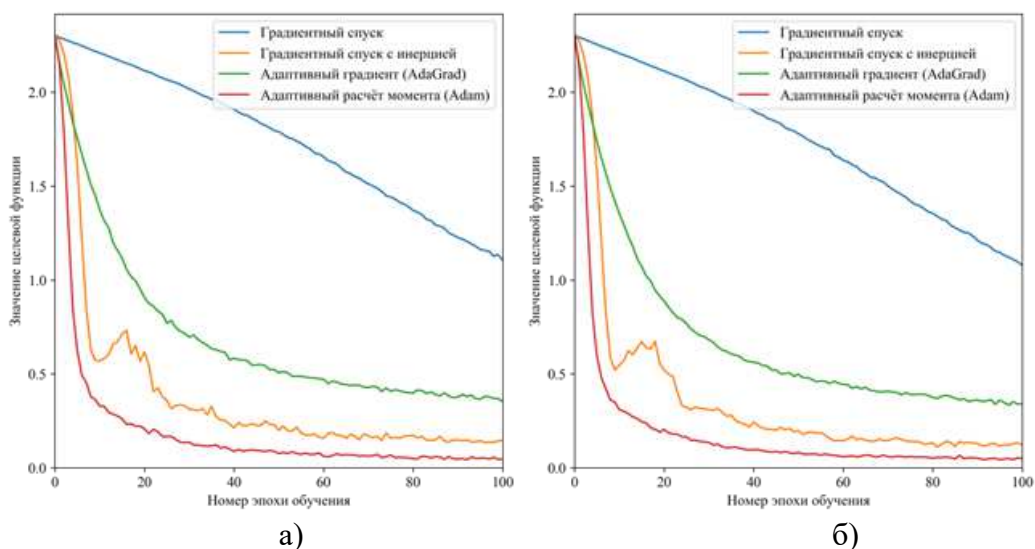 Градиентный спуск
Градиентный спуск с инерцией
Адаптивный градиент (AdaGrad)
Адаптивный расчёт момента (Adam)
Значение целевой функции
2.0
1.5
1.0
0.5
0.0
0 20 40 60 80 100
Номер эпохи обучения
а)
Градиентный спуск
Градиентный спуск с инерцией
Адаптивный градиент (AdaGrad)
Адаптивный расчёт момента (Adam)
Значение целевой функции
2.0
1.5
1.0
0.5
0.0
0 20 40 60 80 100
Номер эпохи обучения
б)